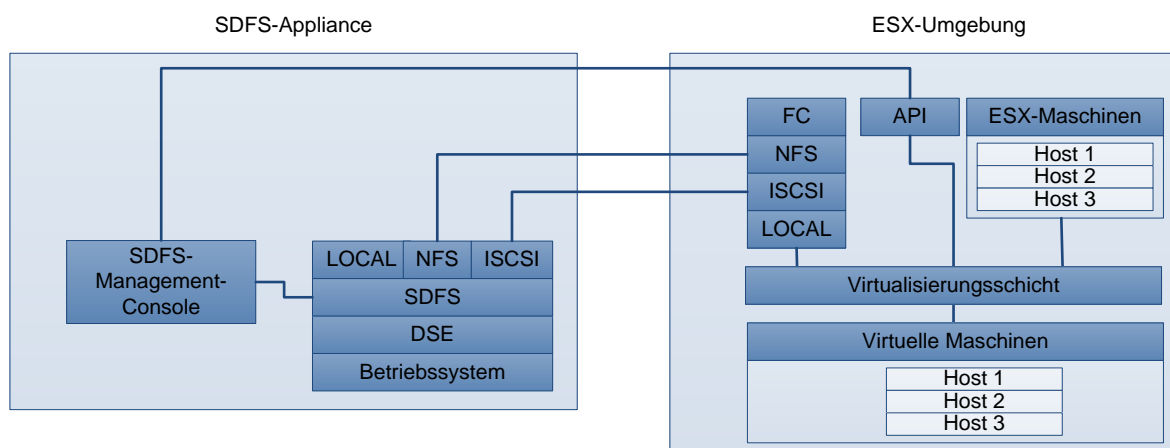 SDFS-Appliance
SDFS-
Management-
Console
LOCAL
NFS
ISCSI
SDFS
DSE
Betriebssystem
ESX-Umgebung
FC
NFS
ISCSI
LOCAL
API
ESX-Maschinen
Host 1
Host 2
Host 3
Virtualisierungsschicht
Virtuelle Maschinen
Host 1
Host 2
Host 3